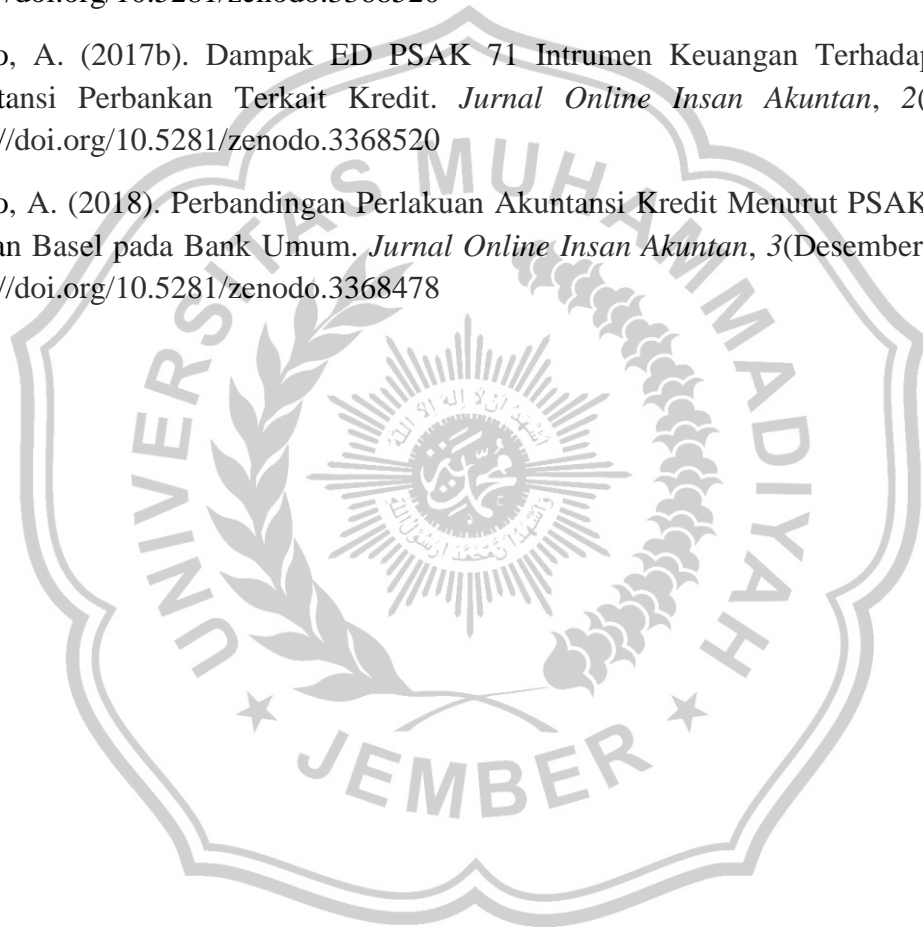 //doi.org/10.5281/zenodo.3368520
o, A. (2017b). Dampak ED PSAK 71 Intrumen Keuangan Terhada
tansi Perbankan Terkait Kredit. Jurnal Online Insan Akuntan, 2(
//doi.org/10.5281/zenodo.3368520
o, A. (2018). Perbandingan Perlakuan Akuntansi Kredit Menurut PSAK
an Basel pada Bank Umum. Jurnal Online Insan Akuntan, 3(Desember
//doi.org/10.5281/zenodo.3368478
UNIVERSITAS MUHAMMADIYAH
JEMBER